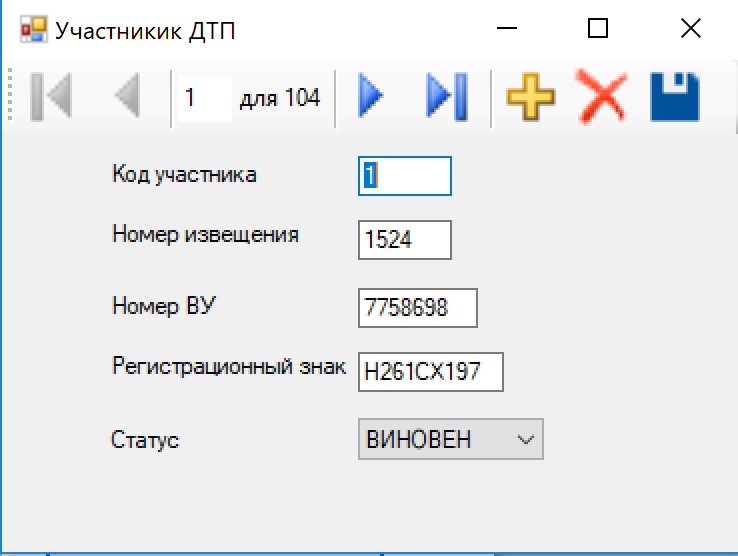 Участникик ДТП
1 для 104
Код участника 1
Номер извещения 1524
Номер ВУ 7758698
Регистрационный знак Н261СХ197
Статус ВИНОВЕН